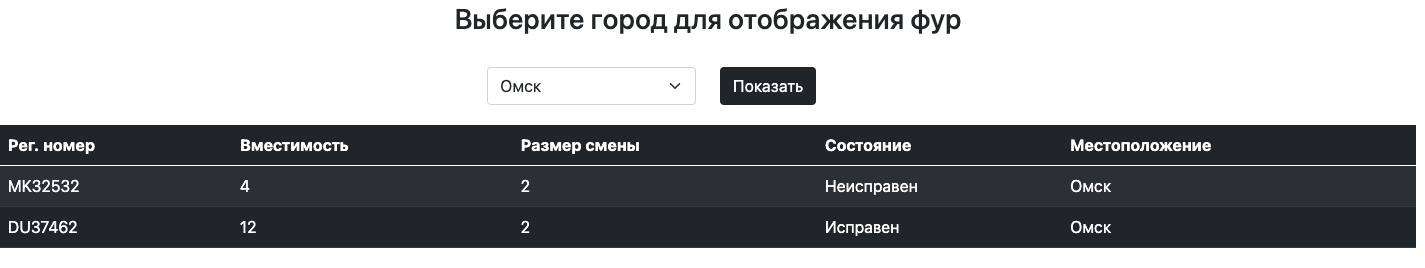 Выберите город для отображения фур
Омск Показать
Рег. номер Вместимость Размер смены Состояние Местоположение
MK32532 4 2 Неисправен Омск
DU37462 12 2 Исправен Омск